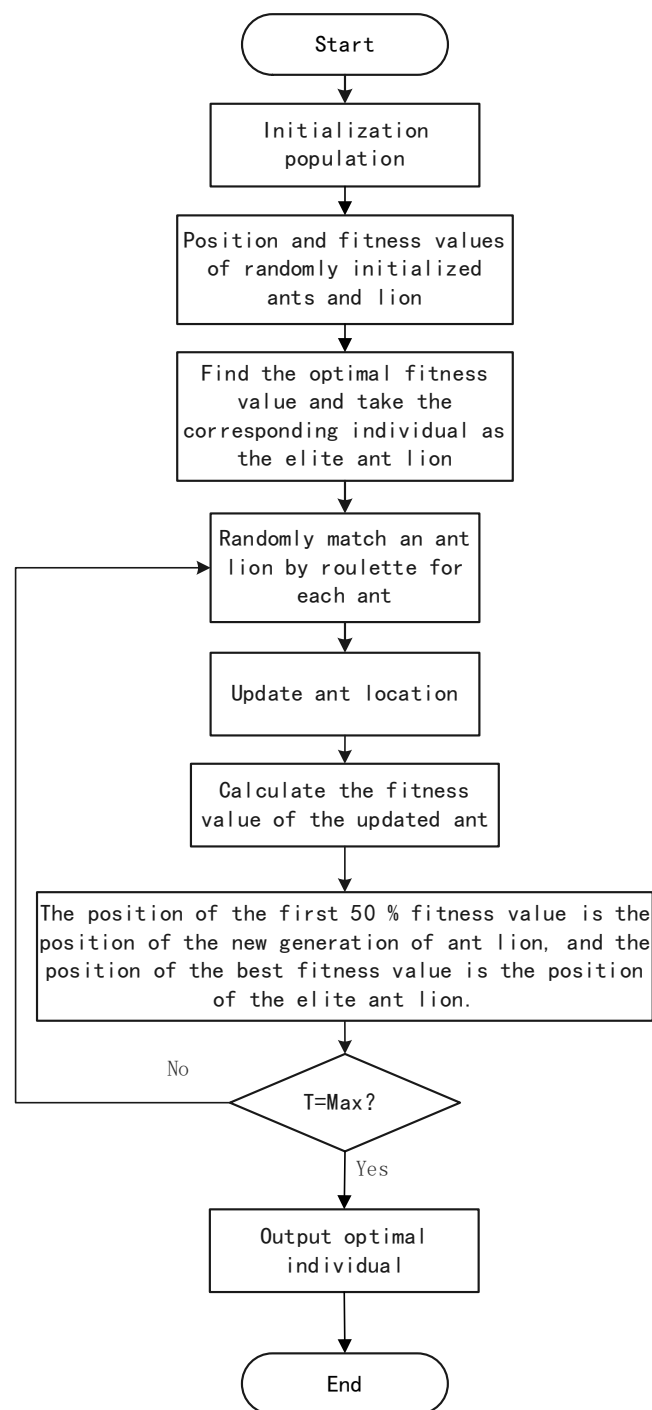 Start
Initialization
population
Position and fitness values
of randomly initialized
ants and lion
Find the optimal fitness
value and take the
corresponding individual as
the elite ant lion
Randomly match an ant
lion by roulette for
each ant
Update ant location
Calculate the fitness
value of the updated ant
The position of the first 50 % fitness value is the
position of the new generation of ant lion, and the
position of the best fitness value is the position
of the elite ant lion.
No
T=Max?
Yes
Output optimal
individual
End